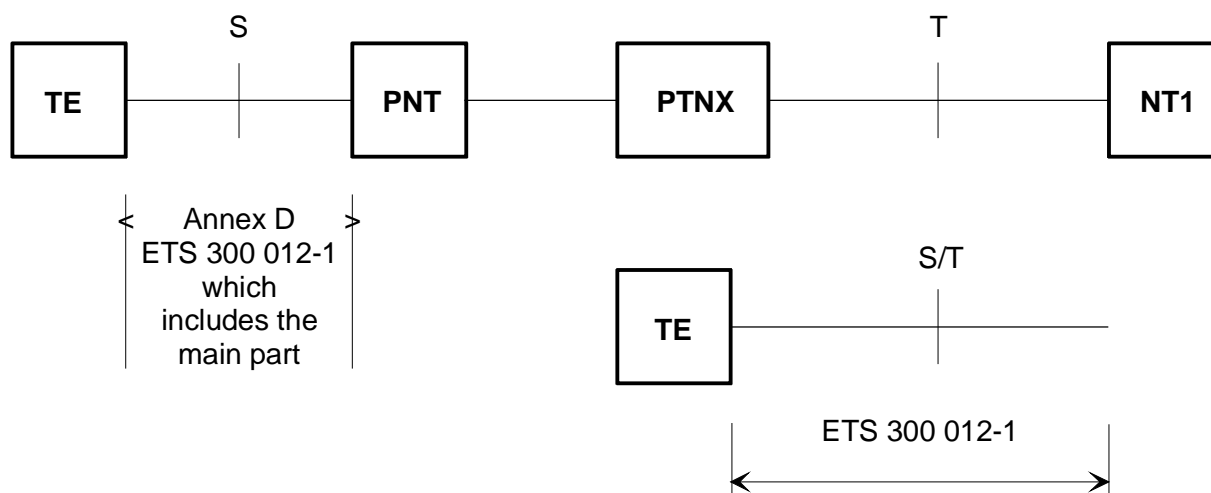 S
T
TE
PNT
PTNX
NT1
< Annex D >
ETS 300 012-1
which
includes the
main part
S/T
TE
ETS 300 012-1